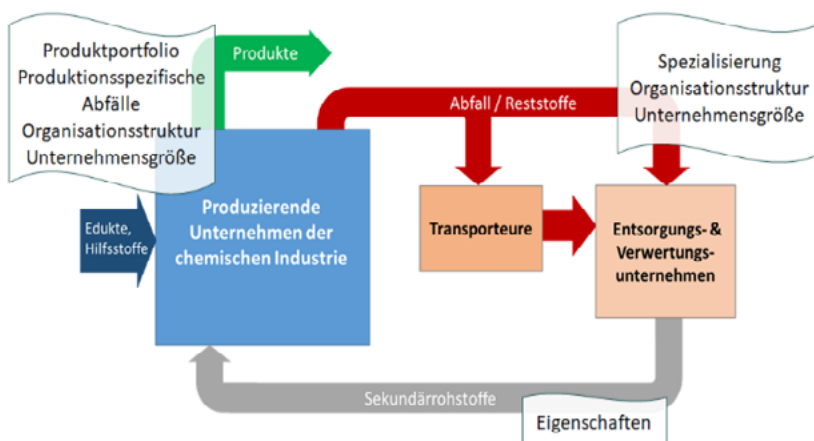 Produktportfolio
Produktionsspezifische
Abfälle
Organisationsstruktur
Unternehmensgröße
Produkte
Abfall / Reststoffe
Spezialisierung
Organisationsstruktur
Unternehmensgröße
Edukte,
Hilfsstoffe
Produzierende
Unternehmen der
chemischen Industrie
Transporteure
Entsorgungs- &
Verwertungs-
unternehmen
Sekundärrohstoffe
Eigenschaften